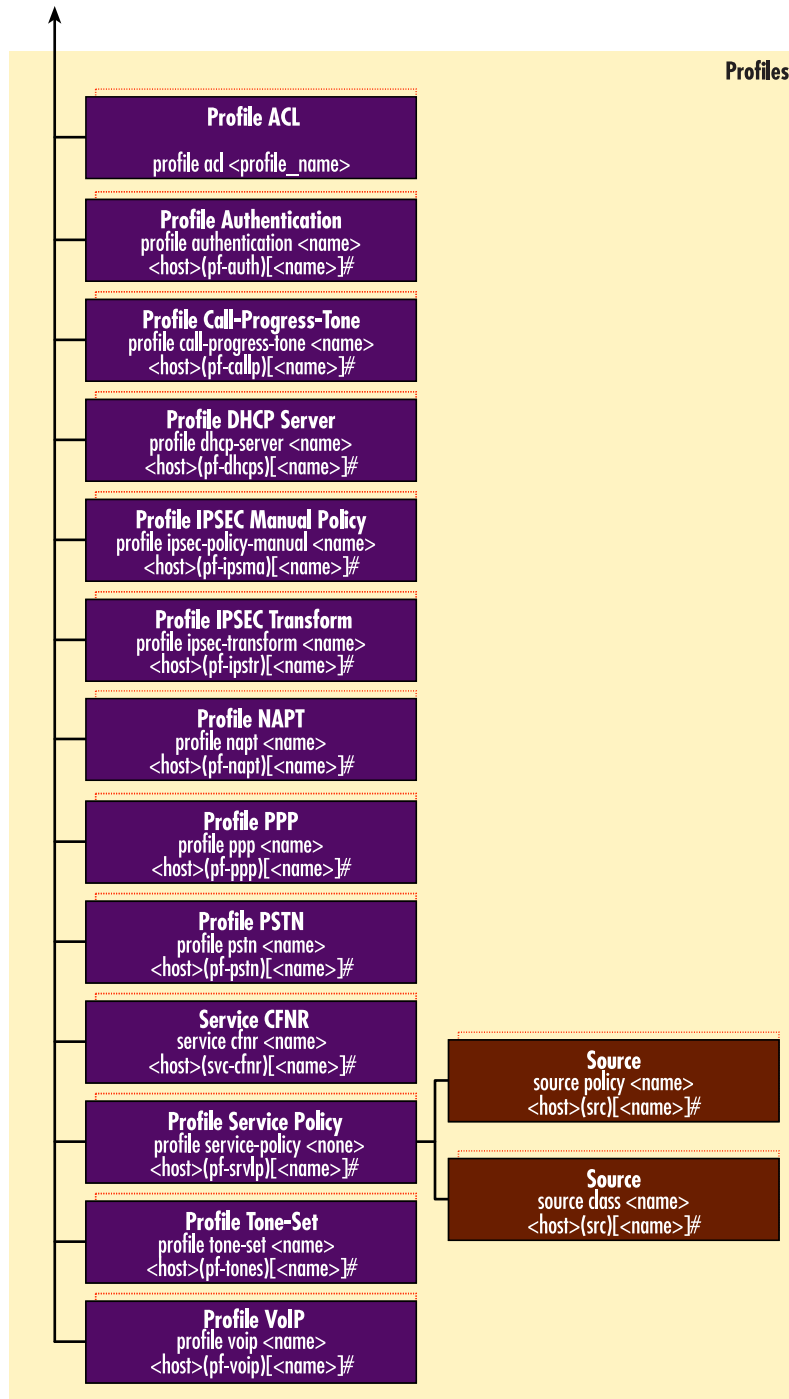 Profiles
Profile ACL
profile acl <profile_name>
Profile Authentication
profile authentication <name>
<host>(pf-auth)[<name>]#
Profile Call-Progress-Tone
profile call-progress-tone <name>
<host>(pf-callp)[<name>]#
Profile DHCP Server
profile dhcp-server <name>
<host>(pf-dhcps)[<name>]#
Profile IPSEC Manual Policy
profile ipsec-policy-manual <name>
<host>(pf-ipsma)[<name>]#
Profile IPSEC Transform
profile ipsec-transform <name>
<host>(pf-ipstr)[<name>]#
Profile NAPT
profile napt <name>
<host>(pf-napt)[<name>]#
Profile PPP
profile ppp <name>
<host>(pf-ppp)[<name>]#
Profile PSTN
profile pstn <name>
<host>(pf-pstn)[<name>]#
Service CFNR
service cfnr <name>
<host>(svc-cfnr)[<name>]#
Profile Service Policy
profile service-policy <none>
<host>(pf-srvlp)[<name>]#
Source
source policy <name>
<host>(src)[<name>]#
Source
source class <name>
<host>(src)[<name>]#
Profile Tone-Set
profile tone-set <name>
<host>(pf-tones)[<name>]#
Profile VoIP
profile voip <name>
<host>(pf-voip)[<name>]#